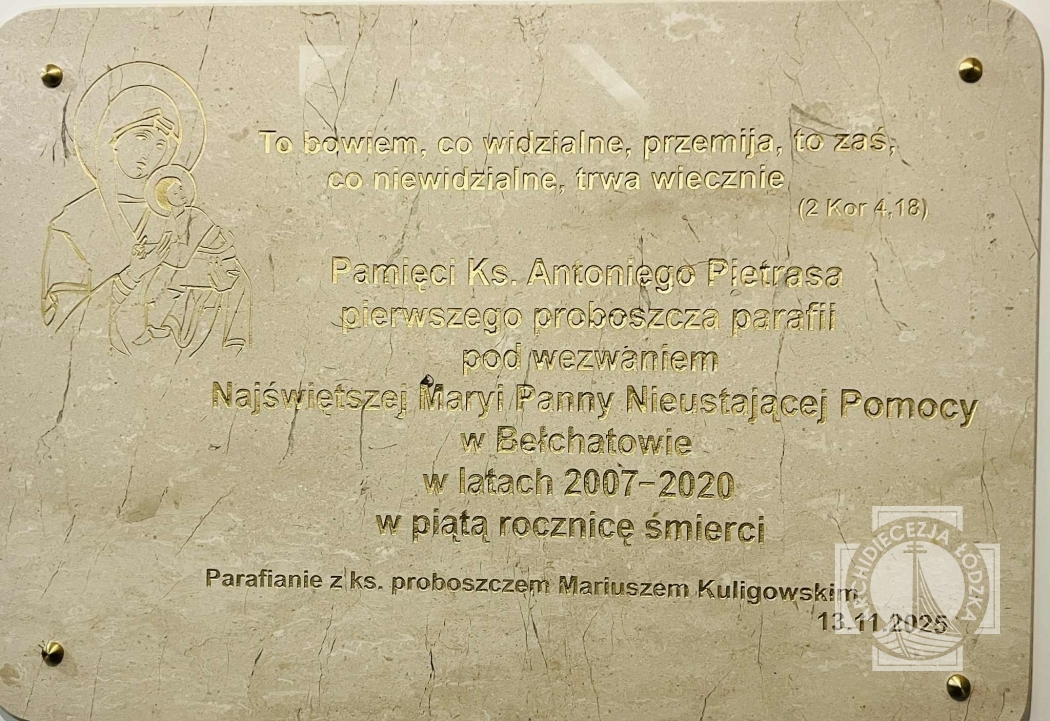 To bowiem, co widzialne, przemija, to zaś,
co niewidzialne, trwa wiecznie
(2 Kor 4,18)
Pamięci Ks. Antoniego Pietrasa
pierwszego proboszcza parafii
pod wezwaniem
Najświętszej Maryi Panny Nieustającej Pomocy
w Bełchatowie
w latach 2007-2020
w piątą rocznicę śmierci
Parafianie z ks. proboszczem Mariuszem Kuligowskim
13.11.2025
ARCHIDIECEZJA ŁÓDZKA